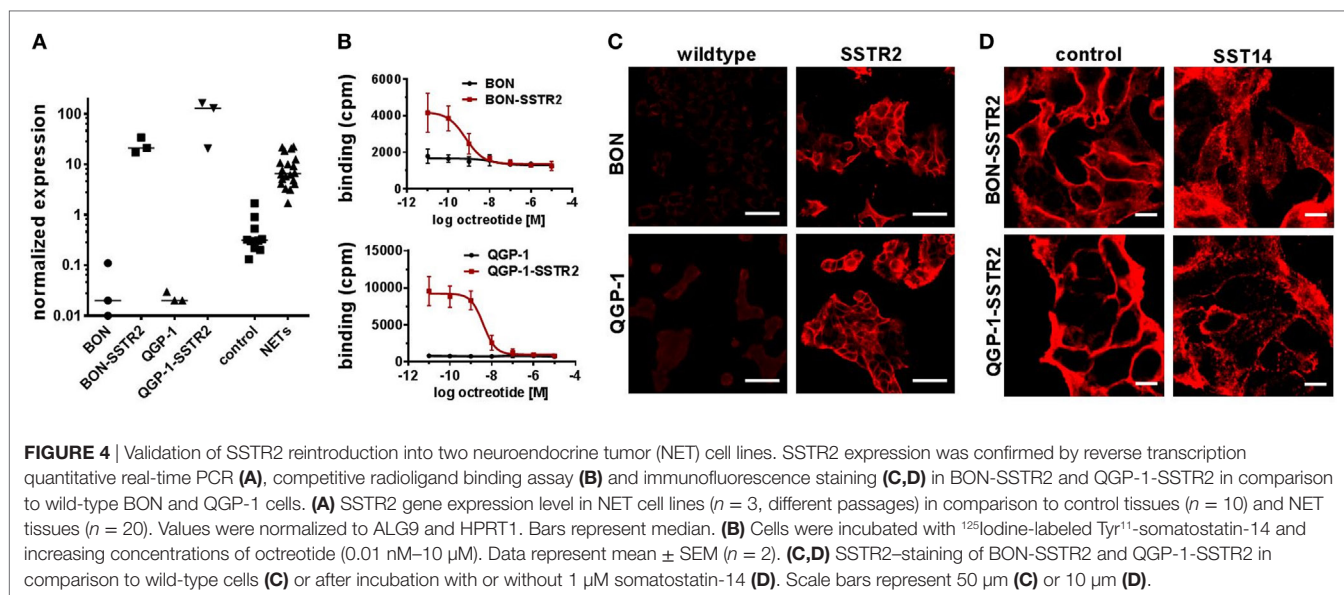 A
B
C
D
normalized expression
100
10
1
0.1
0.01
BON
BON-SSTR2
QGP-1
QGP-1-SSTR2
control
NETs
binding (cpm)
6000
4000
2000
0
BON
BON-SSTR2
-12
-10
-8
-6
-4
log octreotide [M]
binding (cpm)
15000
10000
5000
0
QGP-1
QGP-1-SSTR2
-12
-10
-8
-6
-4
log octreotide [M]
wildtype
SSTR2
BON
QGP-1
control
SST14
BON-SSTR2
QGP-1-SSTR2
FIGURE 4 | Validation of SSTR2 reintroduction into two neuroendocrine tumor (NET) cell lines. SSTR2 expression was confirmed by reverse transcription
quantitative real-time PCR (A), competitive radioligand binding assay (B) and immunofluorescence staining (C,D) in BON-SSTR2 and QGP-1-SSTR2 in comparison
to wild-type BON and QGP-1 cells. (A) SSTR2 gene expression level in NET cell lines (n = 3, different passages) in comparison to control tissues (n = 10) and NET
tissues (n = 20). Values were normalized to ALG9 and HPRT1. Bars represent median. (B) Cells were incubated with ¹²⁵Iodine-labeled Tyr¹¹-somatostatin-14 and
increasing concentrations of octreotide (0.01 nM–10 µM). Data represent mean ± SEM (n = 2). (C,D) SSTR2–staining of BON-SSTR2 and QGP-1-SSTR2 in
comparison to wild-type cells (C) or after incubation with or without 1 µM somatostatin-14 (D). Scale bars represent 50 µm (C) or 10 µm (D).